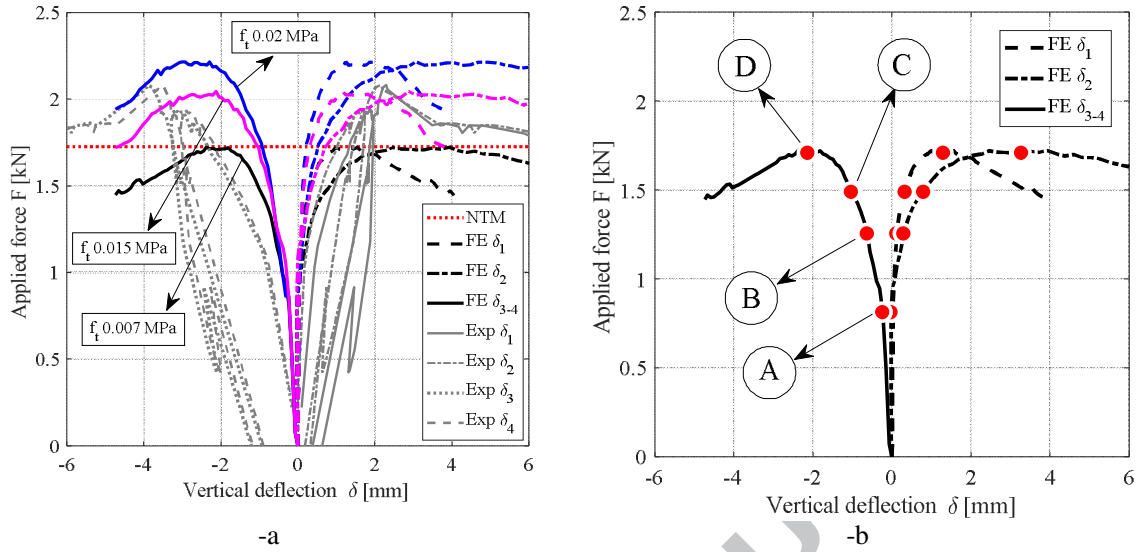 2.5
2
1.5
1
0.5
0
-6
-4
-2
0
2
4
6
Applied force F [kN]
Vertical deflection δ [mm]
f_t 0.02 MPa
f_t 0.015 MPa
f_t 0.007 MPa
NTM
FE δ_1
FE δ_2
FE δ_3-4
Exp δ_1
Exp δ_2
Exp δ_3
Exp δ_4
-a
2.5
2
1.5
1
0.5
0
-6
-4
-2
0
2
4
6
Applied force F [kN]
Vertical deflection δ [mm]
D
C
B
A
FE δ_1
FE δ_2
FE δ_3-4
-b